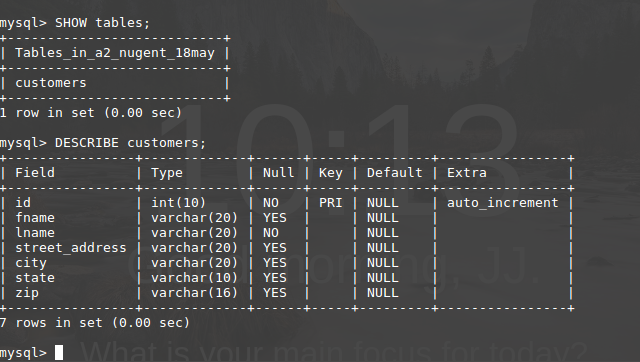 mysql> SHOW tables;
+---------------------------+
| Tables_in_a2_nugent_18may |
+---------------------------+
| customers                 |
+---------------------------+
1 row in set (0.00 sec)
mysql> DESCRIBE customers;
+----------------+-------------+------+-----+---------+----------------+
| Field          | Type        | Null | Key | Default | Extra          |
+----------------+-------------+------+-----+---------+----------------+
| id             | int(10)     | NO   | PRI | NULL    | auto_increment |
| fname          | varchar(20) | YES  |     | NULL    |                |
| lname          | varchar(20) | NO   |     | NULL    |                |
| street_address | varchar(20) | YES  |     | NULL    |                |
| city           | varchar(20) | YES  |     | NULL    |                |
| state          | varchar(10) | YES  |     | NULL    |                |
| zip            | varchar(16) | YES  |     | NULL    |                |
+----------------+-------------+------+-----+---------+----------------+
7 rows in set (0.00 sec)
mysql>
10:13
Good morning, JJ.
What is your main focus for today?